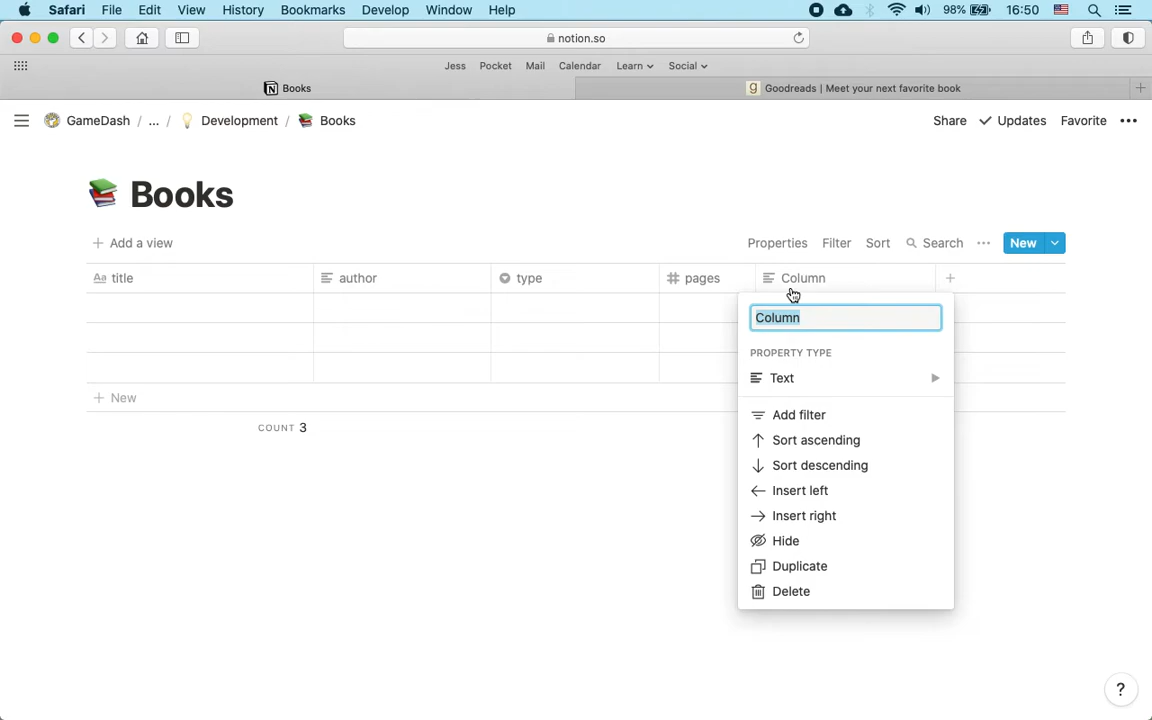 Safari File Edit View History Bookmarks Develop Window Help 98% 16:50
notion.so
Jess Pocket Mail Calendar Learn Social
Books Goodreads | Meet your next favorite book
GameDash / ... / Development / Books Share Updates Favorite
Books
Add a view Properties Filter Sort Search New
Aa title author type # pages Column
Column
PROPERTY TYPE
Text
New
Add filter
COUNT 3
Sort ascending
Sort descending
Insert left
Insert right
Hide
Duplicate
Delete
?